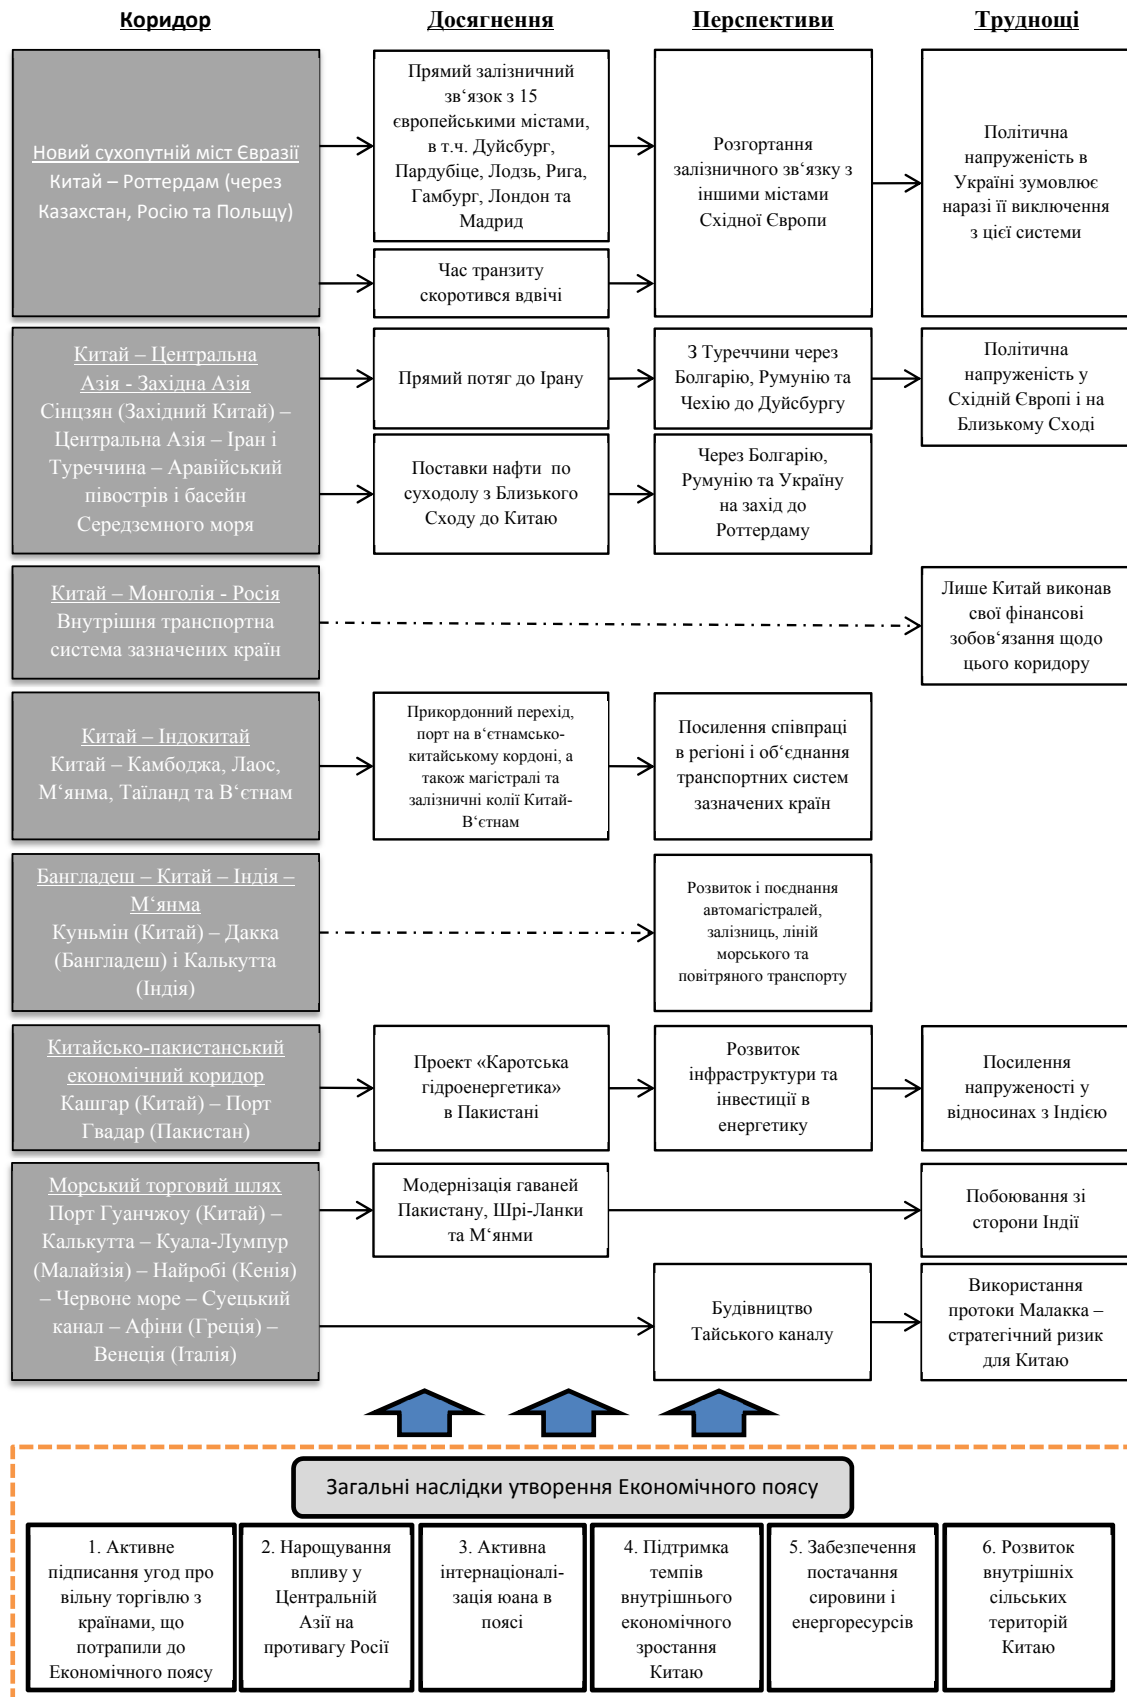 Коридор
Досягнення
Перспективи
Труднощі
Новий сухопутній міст Євразії
Китай – Роттердам (через
Казахстан, Росію та Польщу)
Прямий залізничний
зв‘язок з 15
європейськими містами,
в т.ч. Дуйсбург,
Пардубіце, Лодзь, Рига,
Гамбург, Лондон та
Мадрид
Час транзиту
скоротився вдвічі
Розгортання
залізничного зв‘язку з
іншими містами
Східної Європи
Політична
напруженість в
Україні зумовлює
наразі її виключення
з цієї системи
Китай – Центральна
Азія - Західна Азія
Сінцзян (Західний Китай) –
Центральна Азія – Іран і
Туреччина – Аравійський
півострів і басейн
Середземного моря
Прямий потяг до Ірану
З Туреччини через
Болгарію, Румунію та
Чехію до Дуйсбургу
Політична
напруженість у
Східній Європі і на
Близькому Сході
Поставки нафти по
суходолу з Близького
Сходу до Китаю
Через Болгарію,
Румунію та Україну
на захід до
Роттердаму
Китай – Монголія - Росія
Внутрішня транспортна
система зазначених країн
Лише Китай виконав
свої фінансові
зобов‘язання щодо
цього коридору
Китай – Індокитай
Китай – Камбоджа, Лаос,
М‘янма, Таїланд та В‘єтнам
Прикордонний перехід,
порт на в‘єтнамсько-
китайському кордоні, а
також магістралі та
залізничні колії Китай-
В‘єтнам
Посилення співпраці
в регіоні і об‘єднання
транспортних систем
зазначених країн
Бангладеш – Китай – Індія –
М‘янма
Куньмін (Китай) – Дакка
(Бангладеш) і Калькутта
(Індія)
Розвиток і поєднання
автомагістралей,
залізниць, ліній
морського та
повітряного транспорту
Китайсько-пакистанський
економічний коридор
Кашгар (Китай) – Порт
Гвадар (Пакистан)
Проект «Каротська
гідроенергетика»
в Пакистані
Розвиток
інфраструктури та
інвестиції в
енергетику
Посилення
напруженості у
відносинах з Індією
Морський торговий шлях
Порт Гуанчжоу (Китай) –
Калькутта – Куала-Лумпур
(Малайзія) – Найробі (Кенія)
– Червоне море – Суецький
канал – Афіни (Греція) –
Венеція (Італія)
Модернізація гаваней
Пакистану, Шрі-Ланки
та М‘янми
Побоювання зі
сторони Індії
Будівництво
Тайського каналу
Використання
протоки Малакка –
стратегічний ризик
для Китаю
Загальні наслідки утворення Економічного поясу
1. Активне
підписання угод про
вільну торгівлю з
країнами, що
потрапили до
Економічного поясу
2. Нарощування
впливу у
Центральній
Азії на
противагу Росії
3. Активна
інтернаціоналі-
зація юана в
поясі
4. Підтримка
темпів
внутрішнього
економічного
зростання
Китаю
5. Забезпечення
постачання
сировини і
енергоресурсів
6. Розвиток
внутрішніх
сільських
територій
Китаю